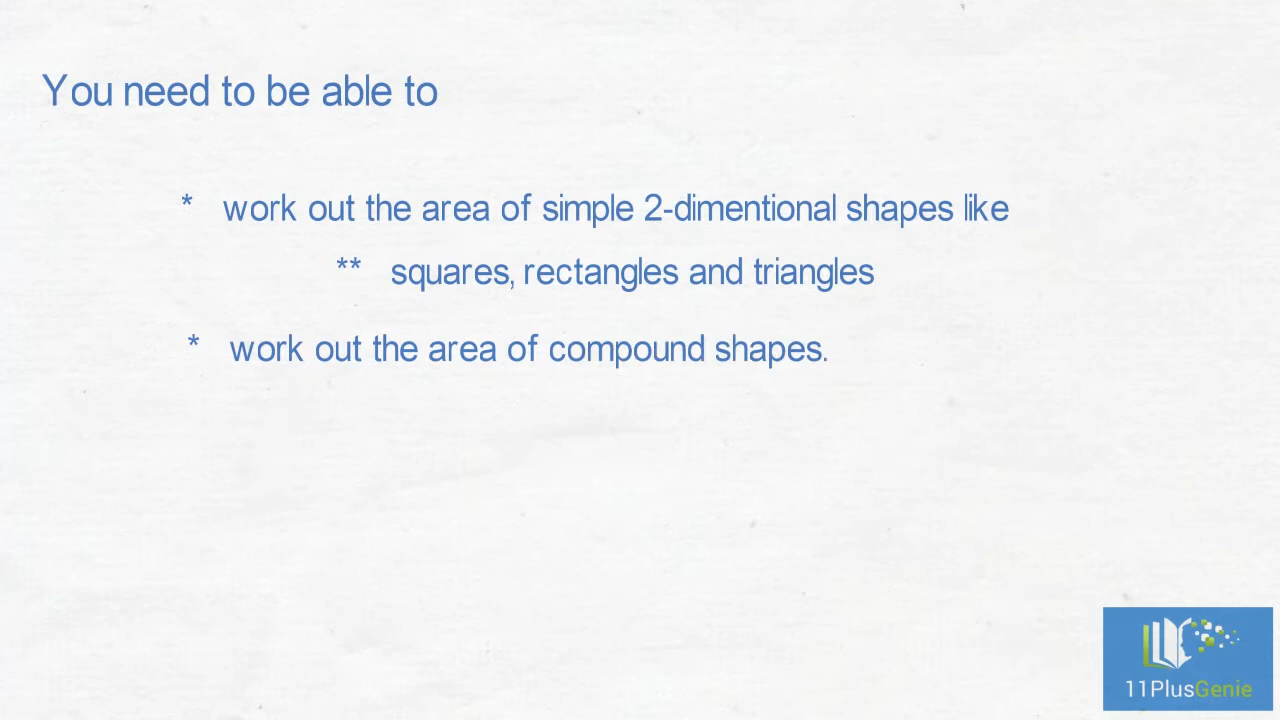 You need to be able to
* work out the area of simple 2-dimentional shapes like
** squares, rectangles and triangles
* work out the area of compound shapes.
11PlusGenie